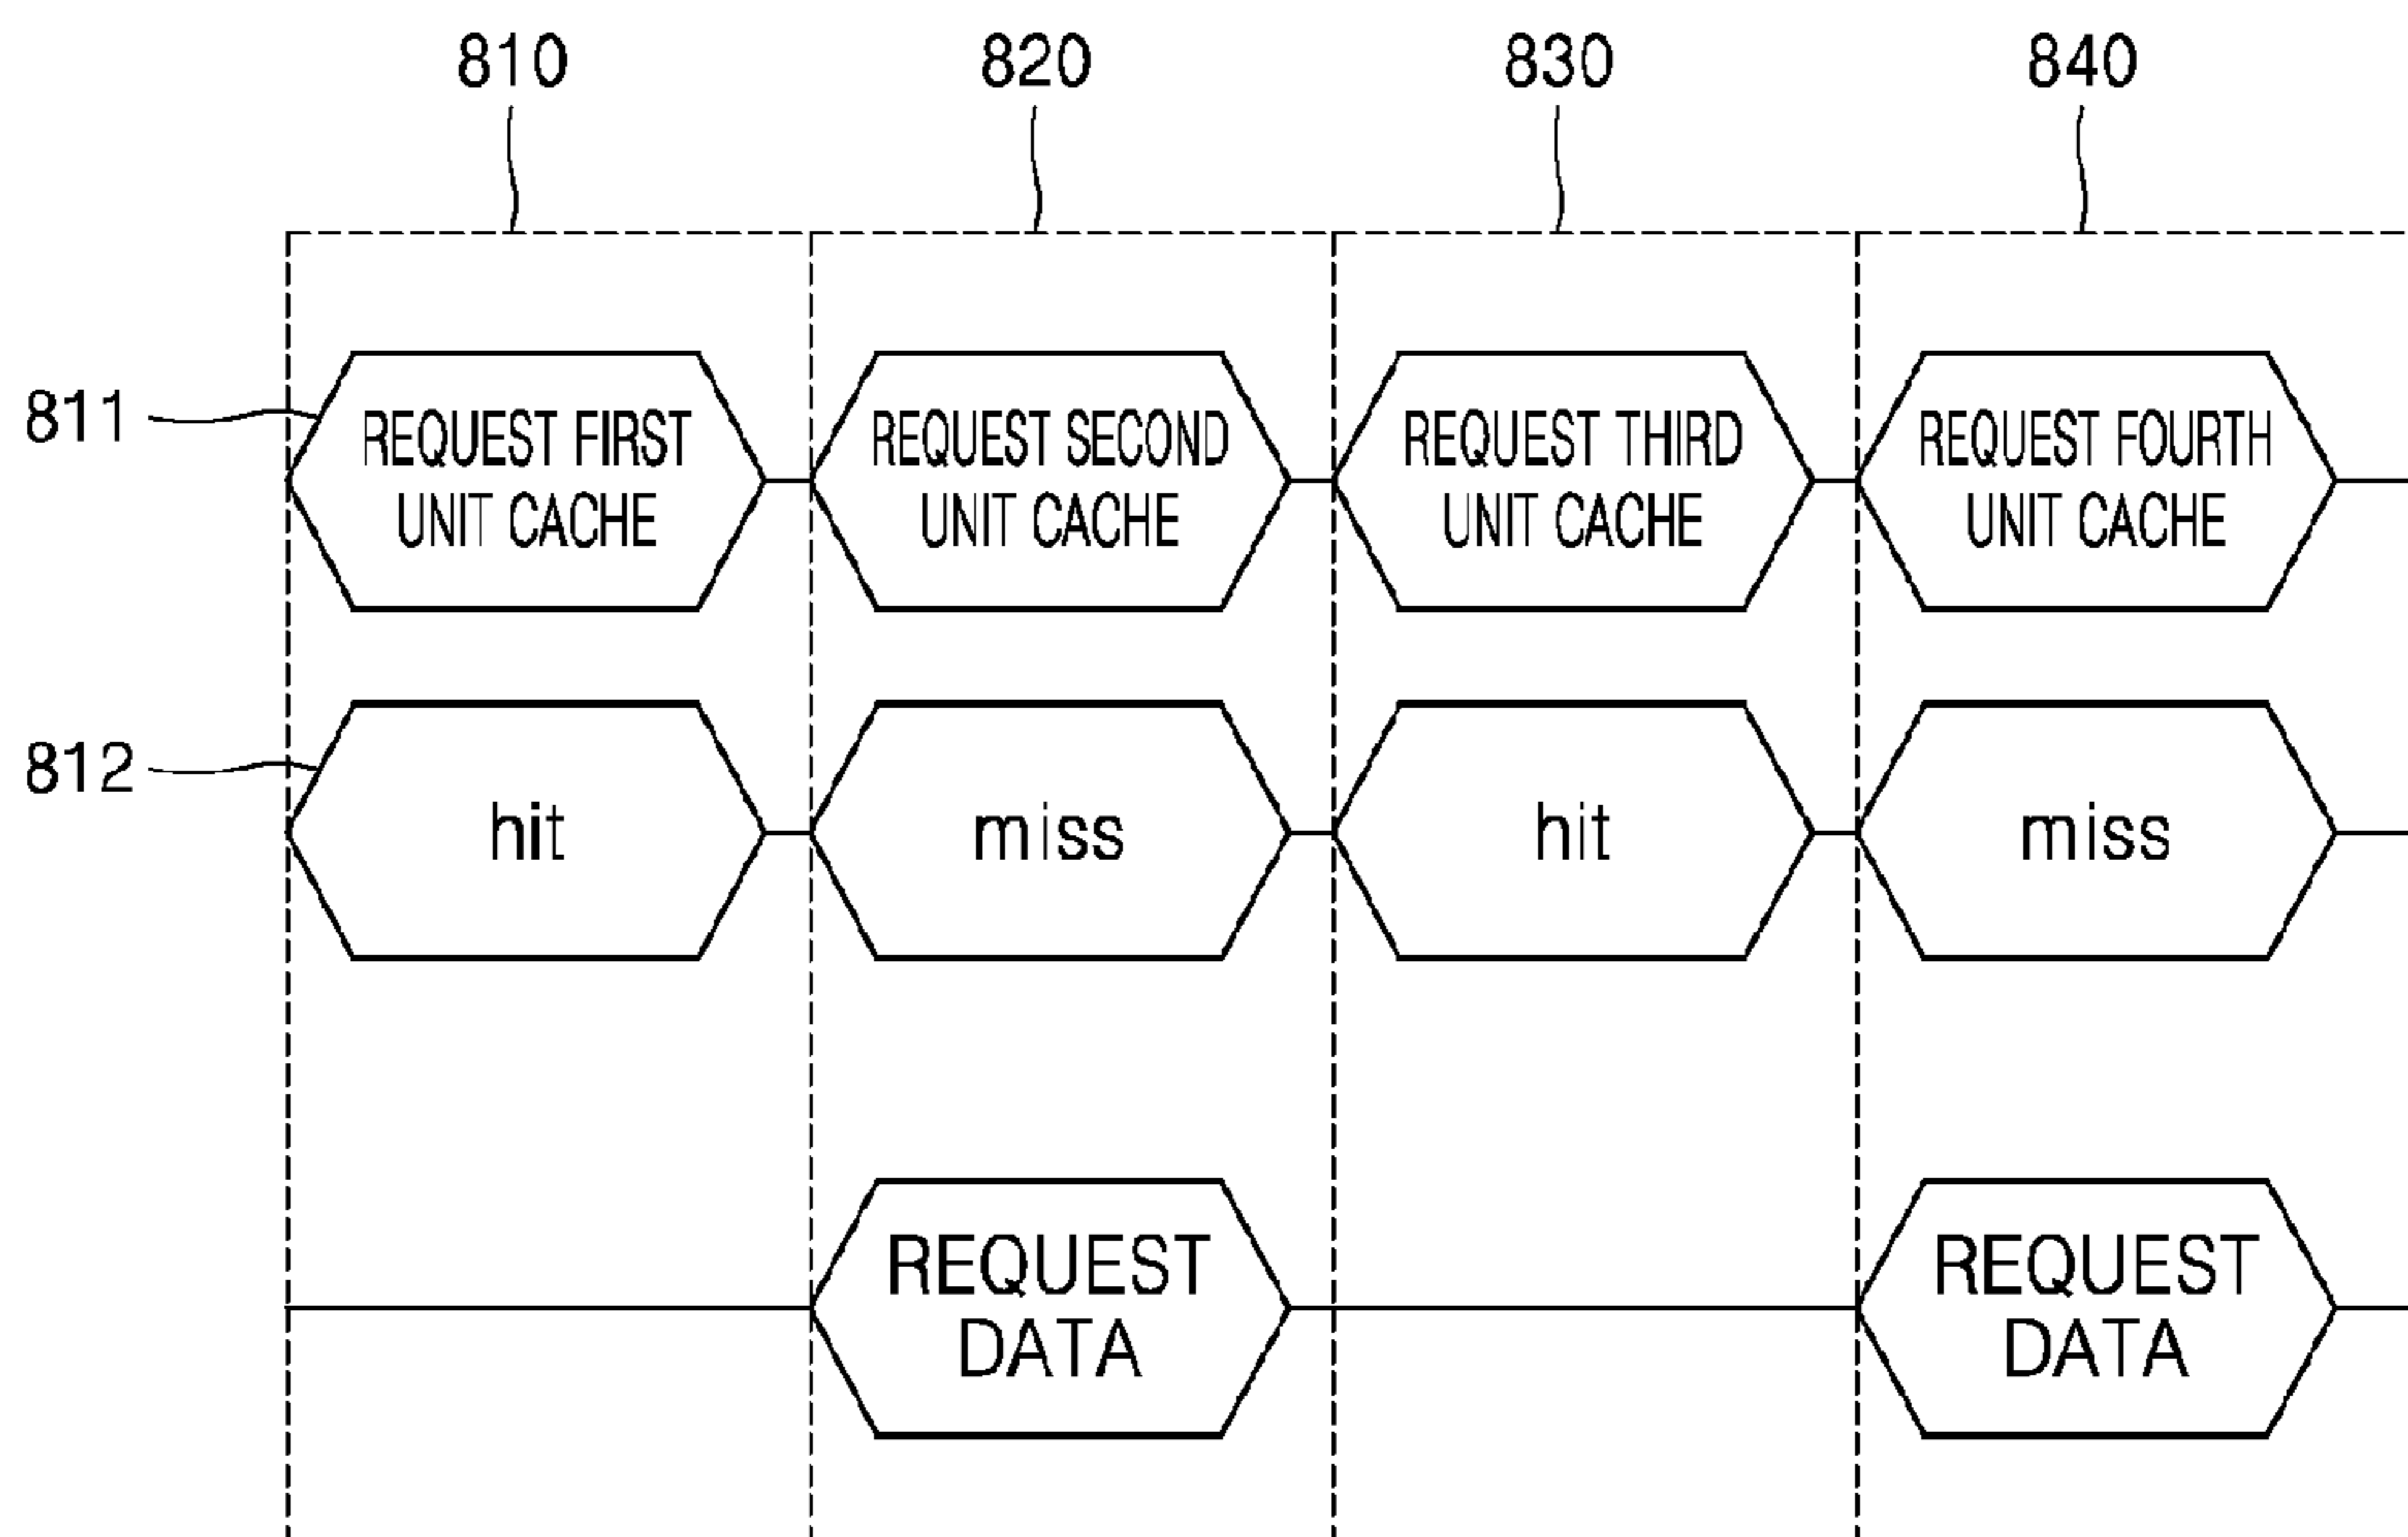 810 820 830 840
811
REQUEST FIRST
UNIT CACHE
REQUEST SECOND
UNIT CACHE
REQUEST THIRD
UNIT CACHE
REQUEST FOURTH
UNIT CACHE
812
hit
miss
hit
miss
REQUEST
DATA
REQUEST
DATA